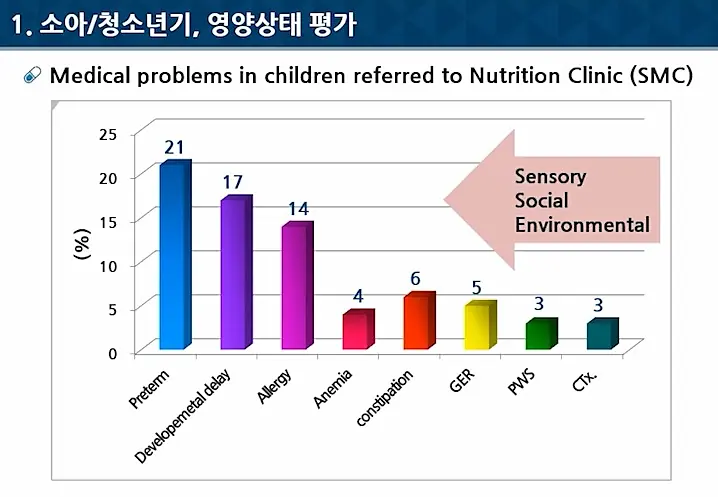 1. 소아/청소년기, 영양상태 평가
Medical problems in children referred to Nutrition Clinic (SMC)
25
20
15
10
5
0
(%)
21
17
14
4
6
5
3
3
Sensory
Social
Environmental
Preterm
Developemetal delay
Allergy
Anemia
constipation
GER
PWS
CTx.